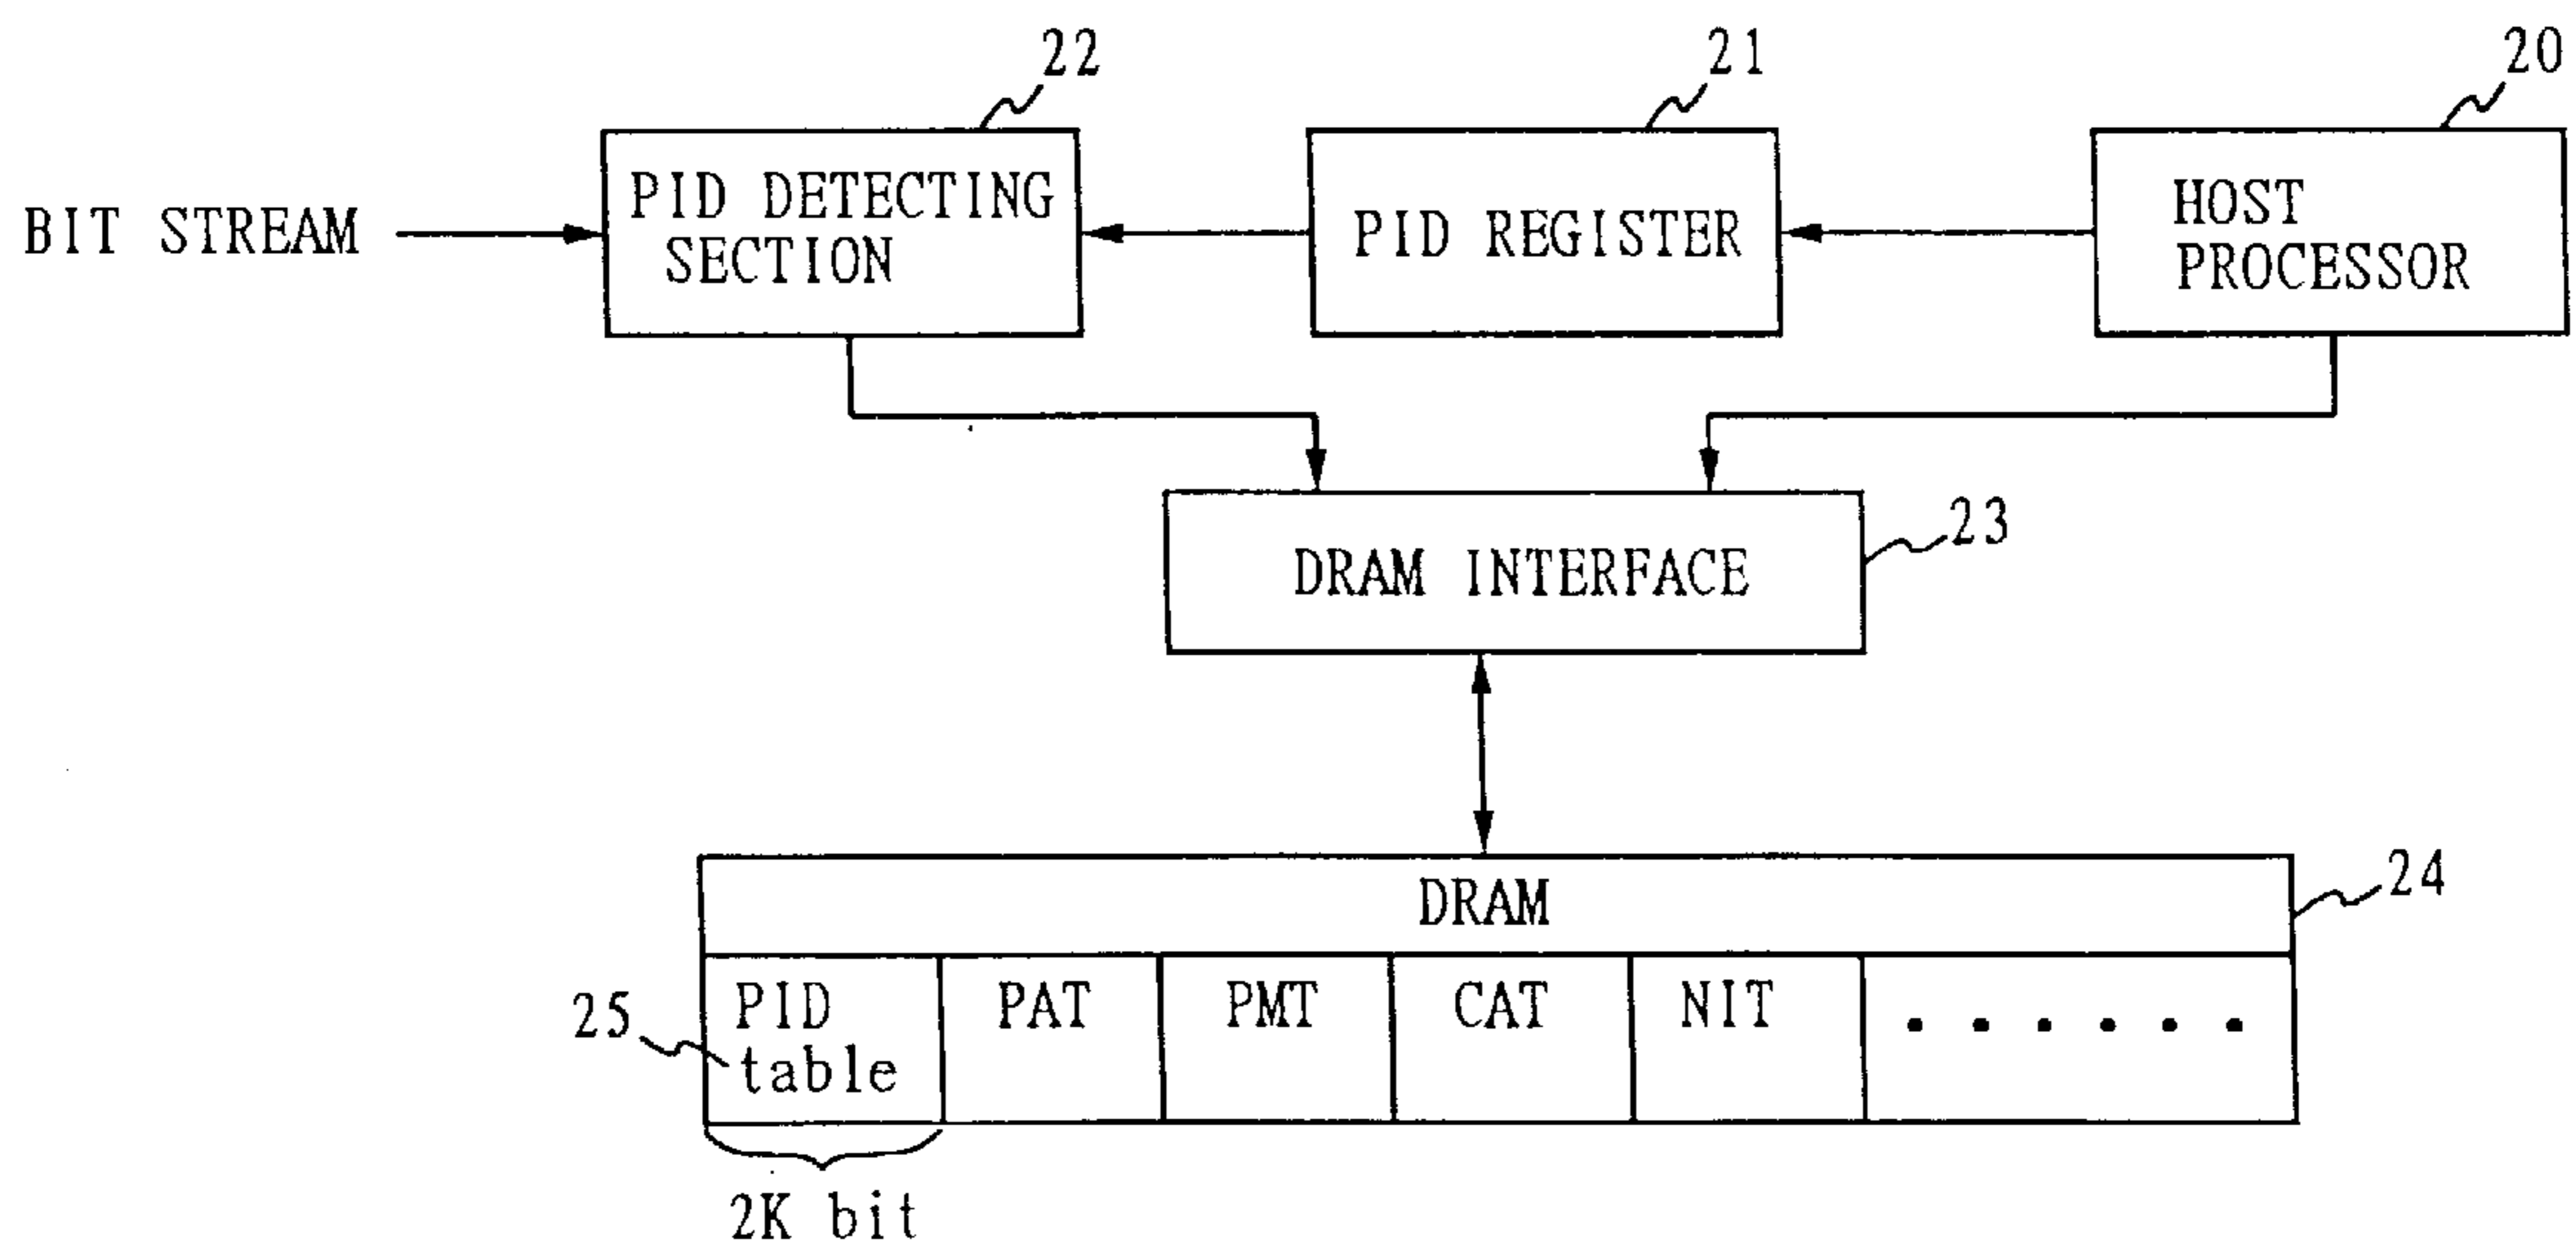 22
21
20
BIT STREAM
PID DETECTING
SECTION
PID REGISTER
HOST
PROCESSOR
23
DRAM INTERFACE
24
DRAM
25
PID
table
PAT
PMT
CAT
NIT
......
2K bit